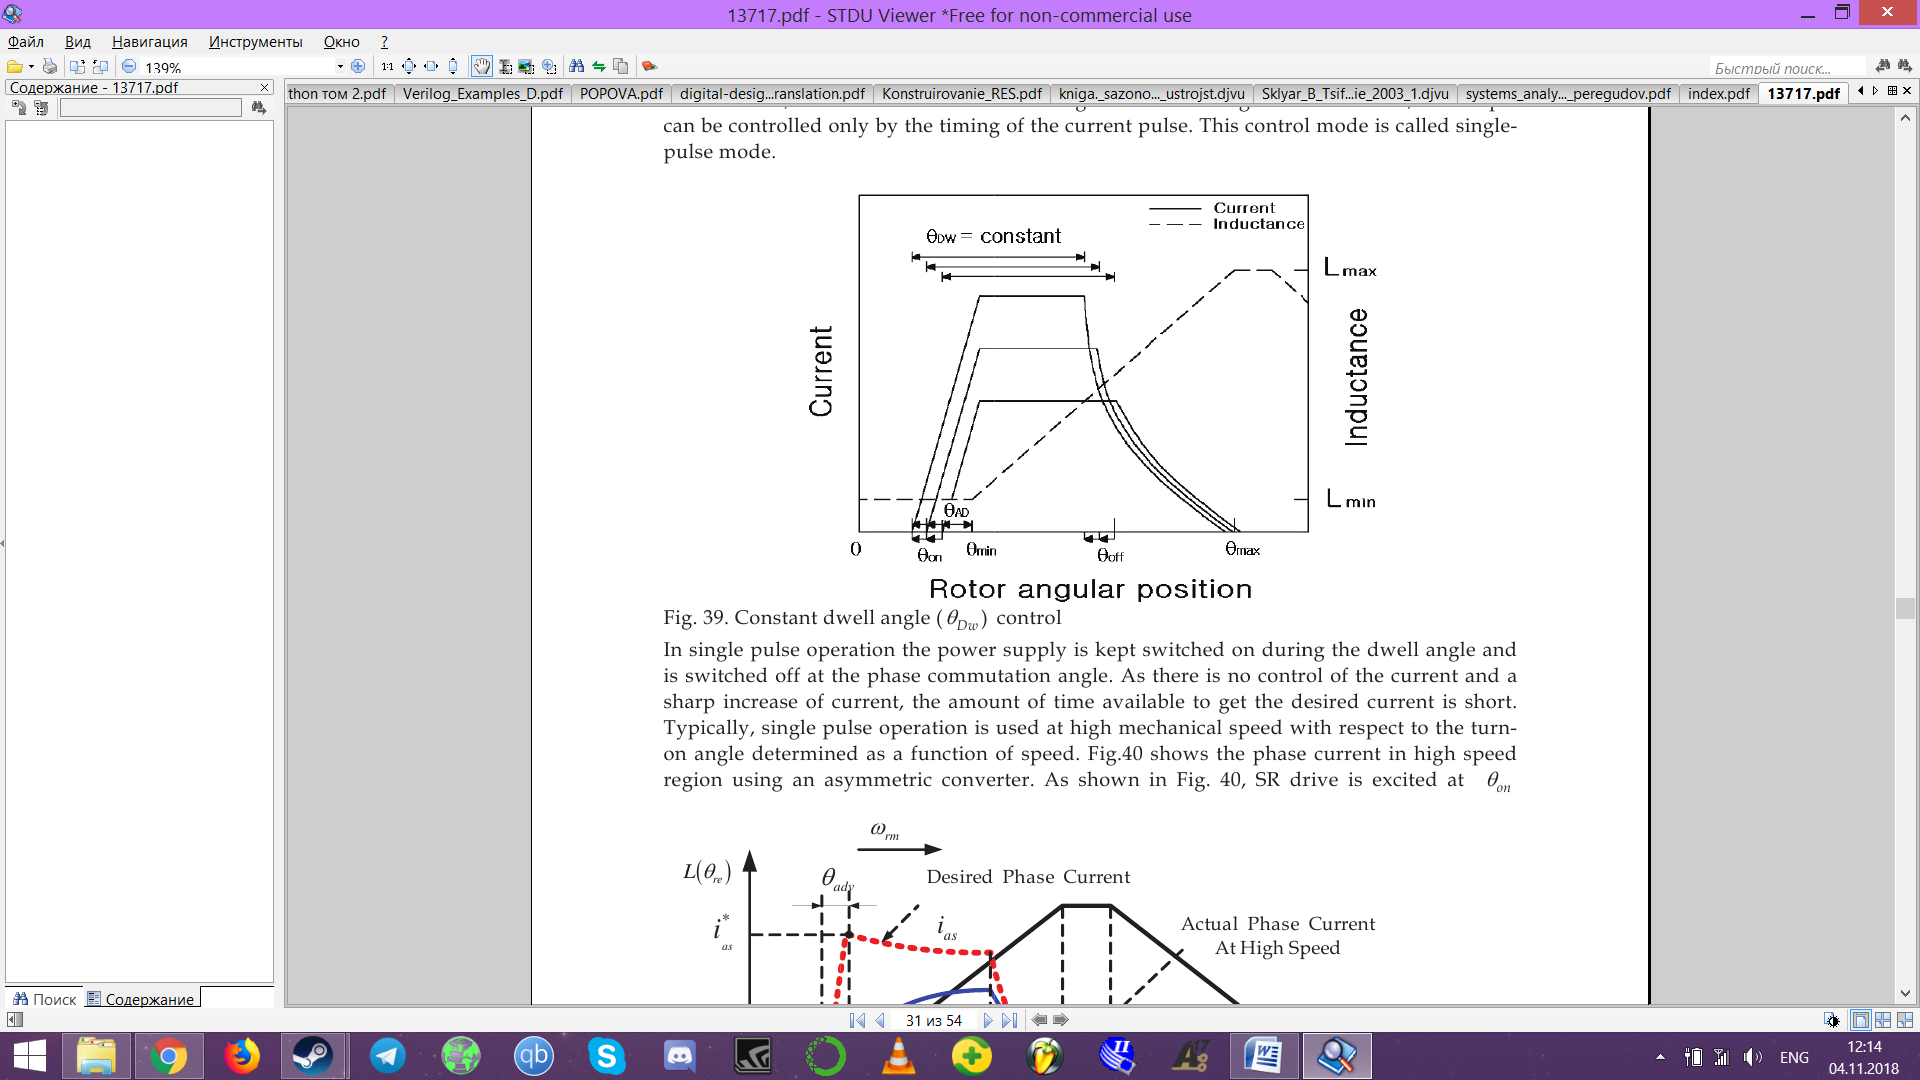 13717.pdf - STDU Viewer *Free for non-commercial use
Файл Вид Навигация Инструменты Окно ?
139%
1:1
Быстрый поиск...
Содержание - 13717.pdf
thon том 2.pdf
Verilog_Examples_D.pdf
POPOVA.pdf
digital-desig...ranslation.pdf
Konstruirovanie_RES.pdf
kniga._sazono..._ustrojst.djvu
Sklyar_B_Tsif...ie_2003_1.djvu
systems_analy..._peregudov.pdf
index.pdf
13717.pdf
can be controlled only by the timing of the current pulse. This control mode is called single-
pulse mode.
Current
Inductance
θDW = constant
Lmax
Current
Inductance
Lmin
θAD
0
θon
θmin
θoff
θmax
Rotor angular position
Fig. 39. Constant dwell angle (θDw) control
In single pulse operation the power supply is kept switched on during the dwell angle and
is switched off at the phase commutation angle. As there is no control of the current and a
sharp increase of current, the amount of time available to get the desired current is short.
Typically, single pulse operation is used at high mechanical speed with respect to the turn-
on angle determined as a function of speed. Fig.40 shows the phase current in high speed
region using an asymmetric converter. As shown in Fig. 40, SR drive is excited at θon
ωrm
L(θre)
θadv
Desired Phase Current
i*as
ias
Actual Phase Current
At High Speed
Поиск
Содержание
31 из 54
ENG
12:14
04.11.2018